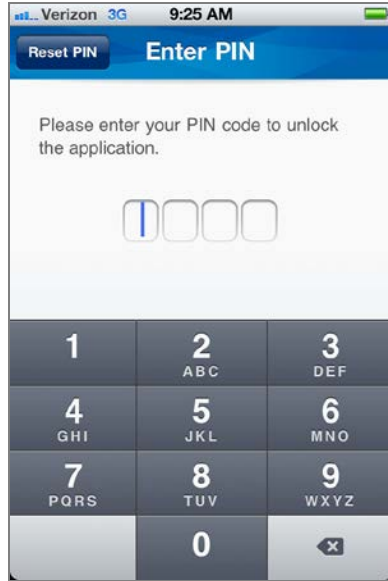 Verizon 3G 9:25 AM
Reset PIN Enter PIN
Please enter your PIN code to unlock
the application.
1 2 3
ABC DEF
4 5 6
GHI JKL MNO
7 8 9
PQRS TUV WXYZ
0